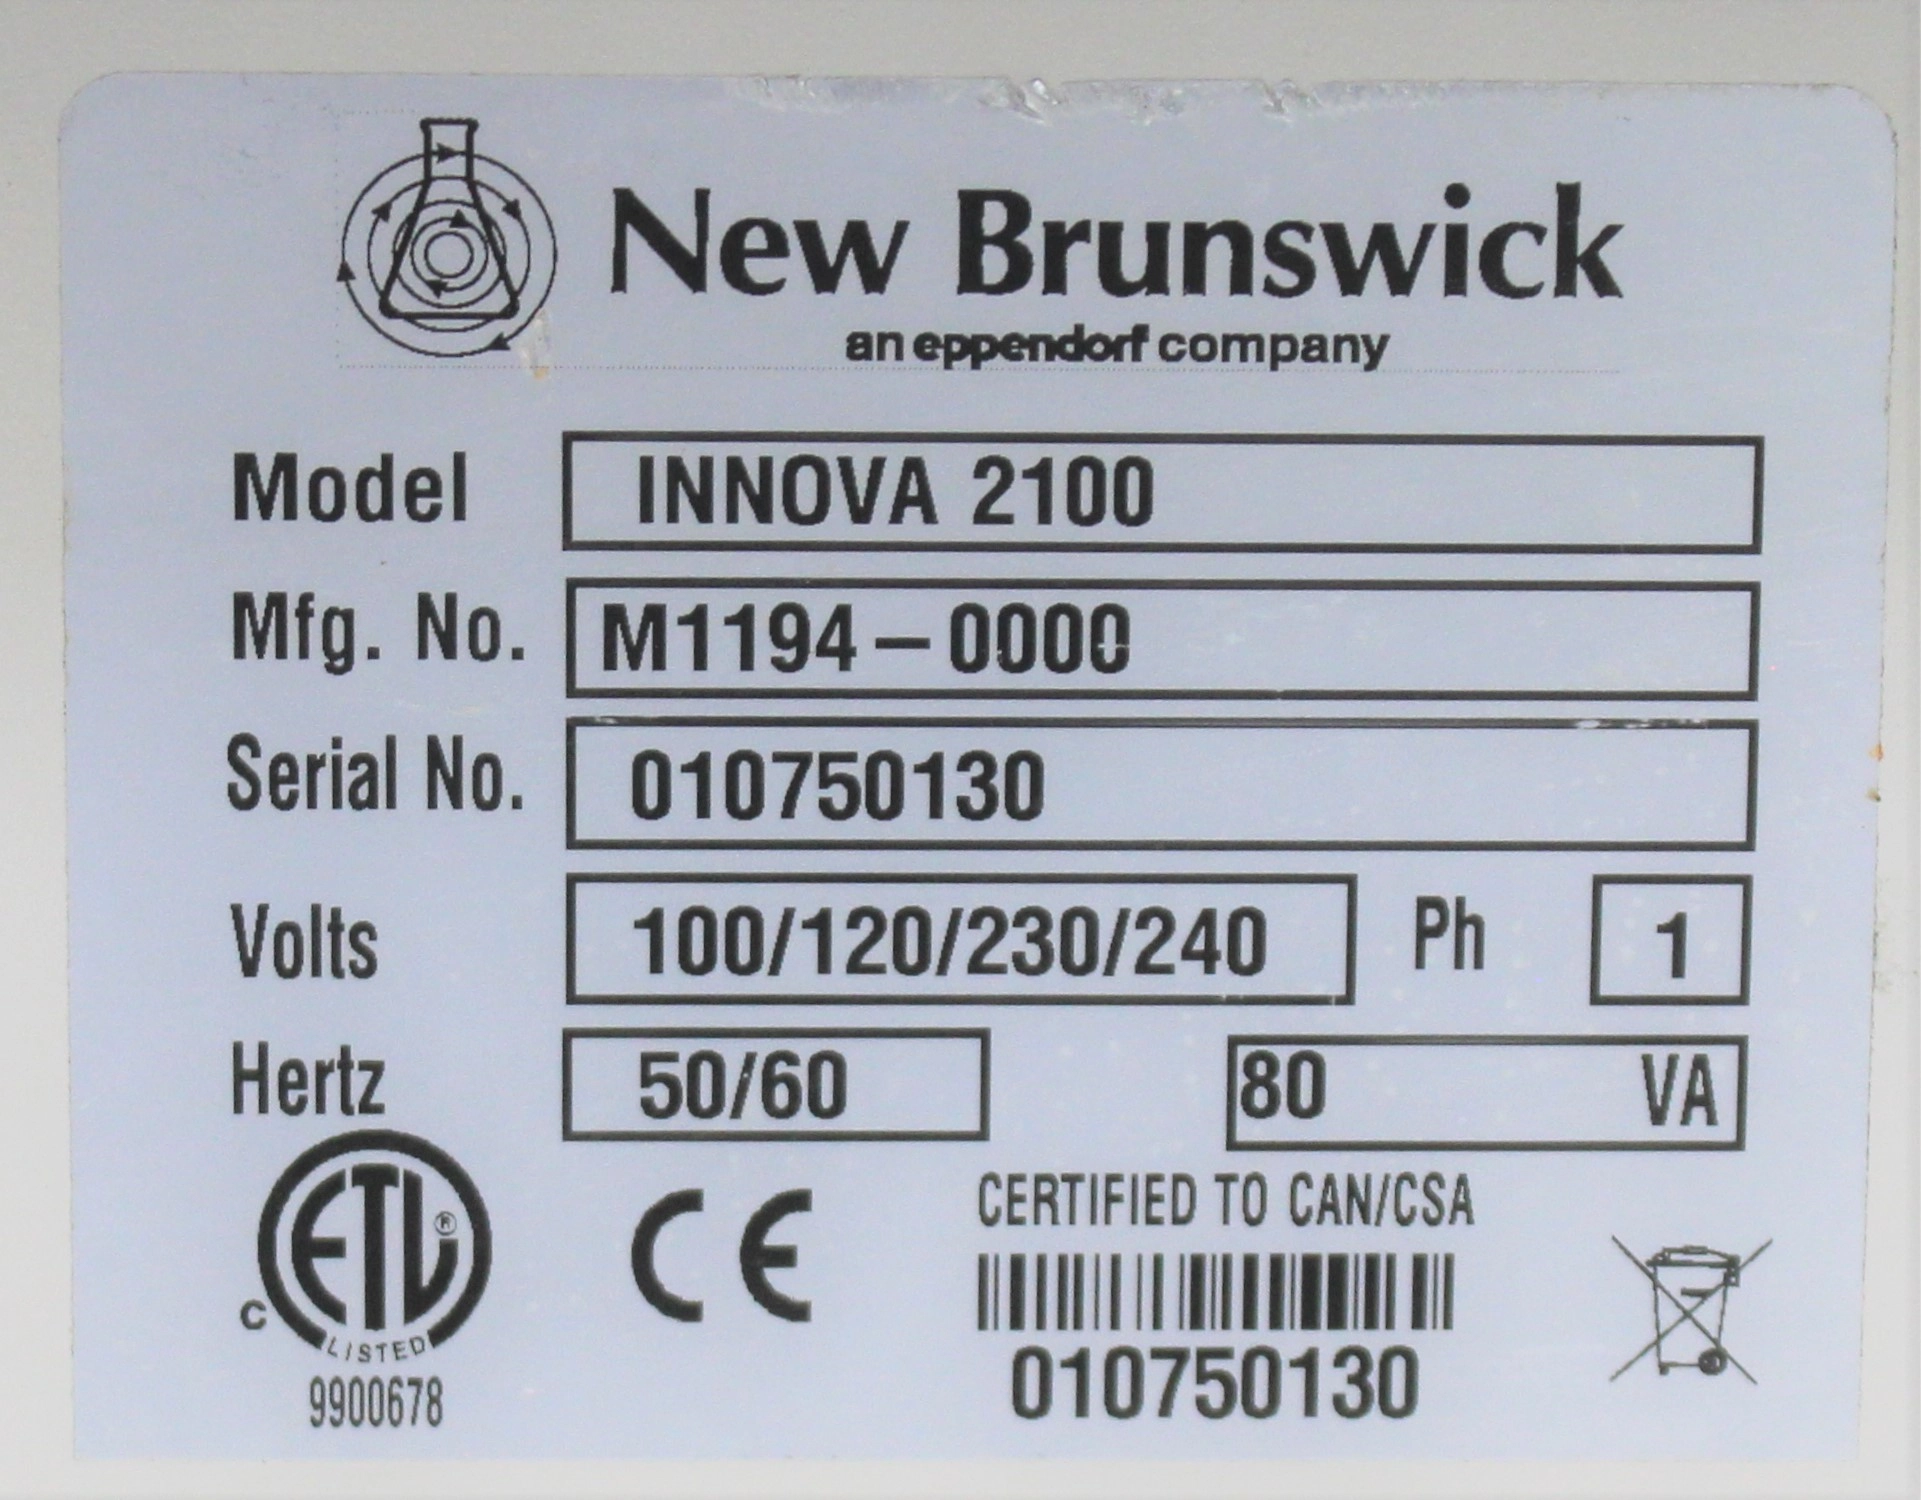 New Brunswick
an eppendorf company
Model INNOVA 2100
Mfg. No. M1194-0000
Serial No. 010750130
Volts 100/120/230/240 Ph 1
Hertz 50/60 80 VA
CERTIFIED TO CAN/CSA
C ETL ® LISTED
CE
9900678
010750130